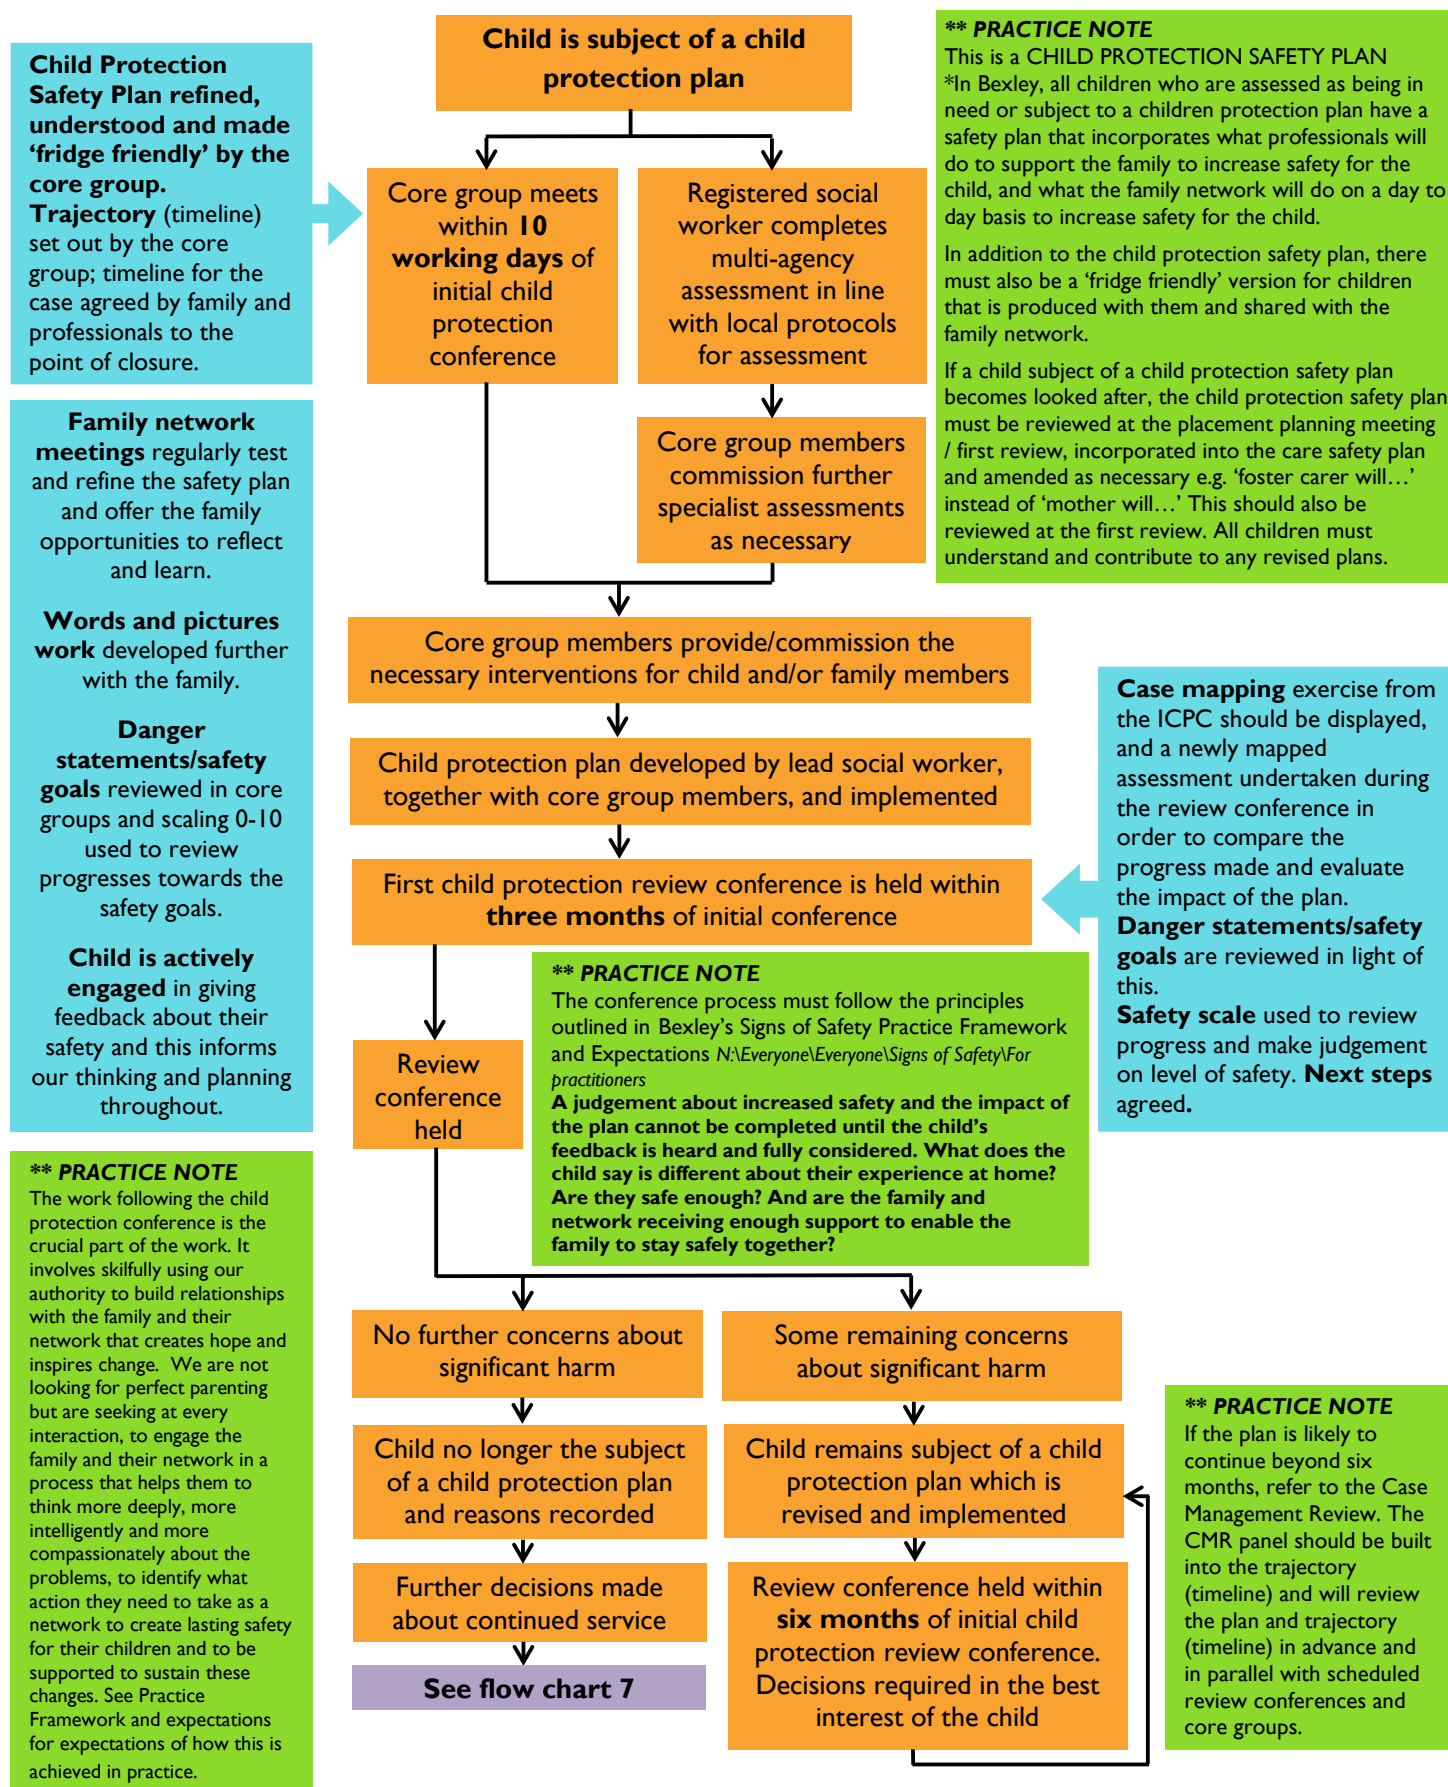 Child is subject of a child
protection plan
Child Protection
Safety Plan refined,
understood and made
‘fridge friendly’ by the
core group.
Trajectory (timeline)
set out by the core
group; timeline for the
case agreed by family and
professionals to the
point of closure.
Core group meets
within 10
working days of
initial child
protection
conference
Registered social
worker completes
multi-agency
assessment in line
with local protocols
for assessment
** PRACTICE NOTE
This is a CHILD PROTECTION SAFETY PLAN
*In Bexley, all children who are assessed as being in
need or subject to a children protection plan have a
safety plan that incorporates what professionals will
do to support the family to increase safety for the
child, and what the family network will do on a day to
day basis to increase safety for the child.
In addition to the child protection safety plan, there
must also be a ‘fridge friendly’ version for children
that is produced with them and shared with the
family network.
If a child subject of a child protection safety plan
becomes looked after, the child protection safety plan
must be reviewed at the placement planning meeting
/ first review, incorporated into the care safety plan
and amended as necessary e.g. ‘foster carer will…’
instead of ‘mother will…’ This should also be
reviewed at the first review. All children must
understand and contribute to any revised plans.
Family network
meetings regularly test
and refine the safety plan
and offer the family
opportunities to reflect
and learn.
Words and pictures
work developed further
with the family.
Danger
statements/safety
goals reviewed in core
groups and scaling 0-10
used to review
progresses towards the
safety goals.
Child is actively
engaged in giving
feedback about their
safety and this informs
our thinking and planning
throughout.
Core group members
commission further
specialist assessments
as necessary
Core group members provide/commission the
necessary interventions for child and/or family members
Child protection plan developed by lead social worker,
together with core group members, and implemented
First child protection review conference is held within
three months of initial conference
Case mapping exercise from
the ICPC should be displayed,
and a newly mapped
assessment undertaken during
the review conference in
order to compare the
progress made and evaluate
the impact of the plan.
Danger statements/safety
goals are reviewed in light of
this.
Safety scale used to review
progress and make judgement
on level of safety. Next steps
agreed.
Review
conference
held
** PRACTICE NOTE
The conference process must follow the principles
outlined in Bexley’s Signs of Safety Practice Framework
and Expectations N:\Everyone\Everyone\Signs of Safety\For
practitioners
A judgement about increased safety and the impact of
the plan cannot be completed until the child’s
feedback is heard and fully considered. What does the
child say is different about their experience at home?
Are they safe enough? And are the family and
network receiving enough support to enable the
family to stay safely together?
** PRACTICE NOTE
The work following the child
protection conference is the
crucial part of the work. It
involves skilfully using our
authority to build relationships
with the family and their
network that creates hope and
inspires change. We are not
looking for perfect parenting
but are seeking at every
interaction, to engage the
family and their network in a
process that helps them to
think more deeply, more
intelligently and more
compassionately about the
problems, to identify what
action they need to take as a
network to create lasting safety
for their children and to be
supported to sustain these
changes. See Practice
Framework and expectations
for expectations of how this is
achieved in practice.
No further concerns about
significant harm
Some remaining concerns
about significant harm
Child no longer the subject
of a child protection plan
and reasons recorded
Child remains subject of a child
protection plan which is
revised and implemented
Further decisions made
about continued service
Review conference held within
six months of initial child
protection review conference.
Decisions required in the best
interest of the child
See flow chart 7
** PRACTICE NOTE
If the plan is likely to
continue beyond six
months, refer to the Case
Management Review. The
CMR panel should be built
into the trajectory
(timeline) and will review
the plan and trajectory
(timeline) in advance and
in parallel with scheduled
review conferences and
core groups.